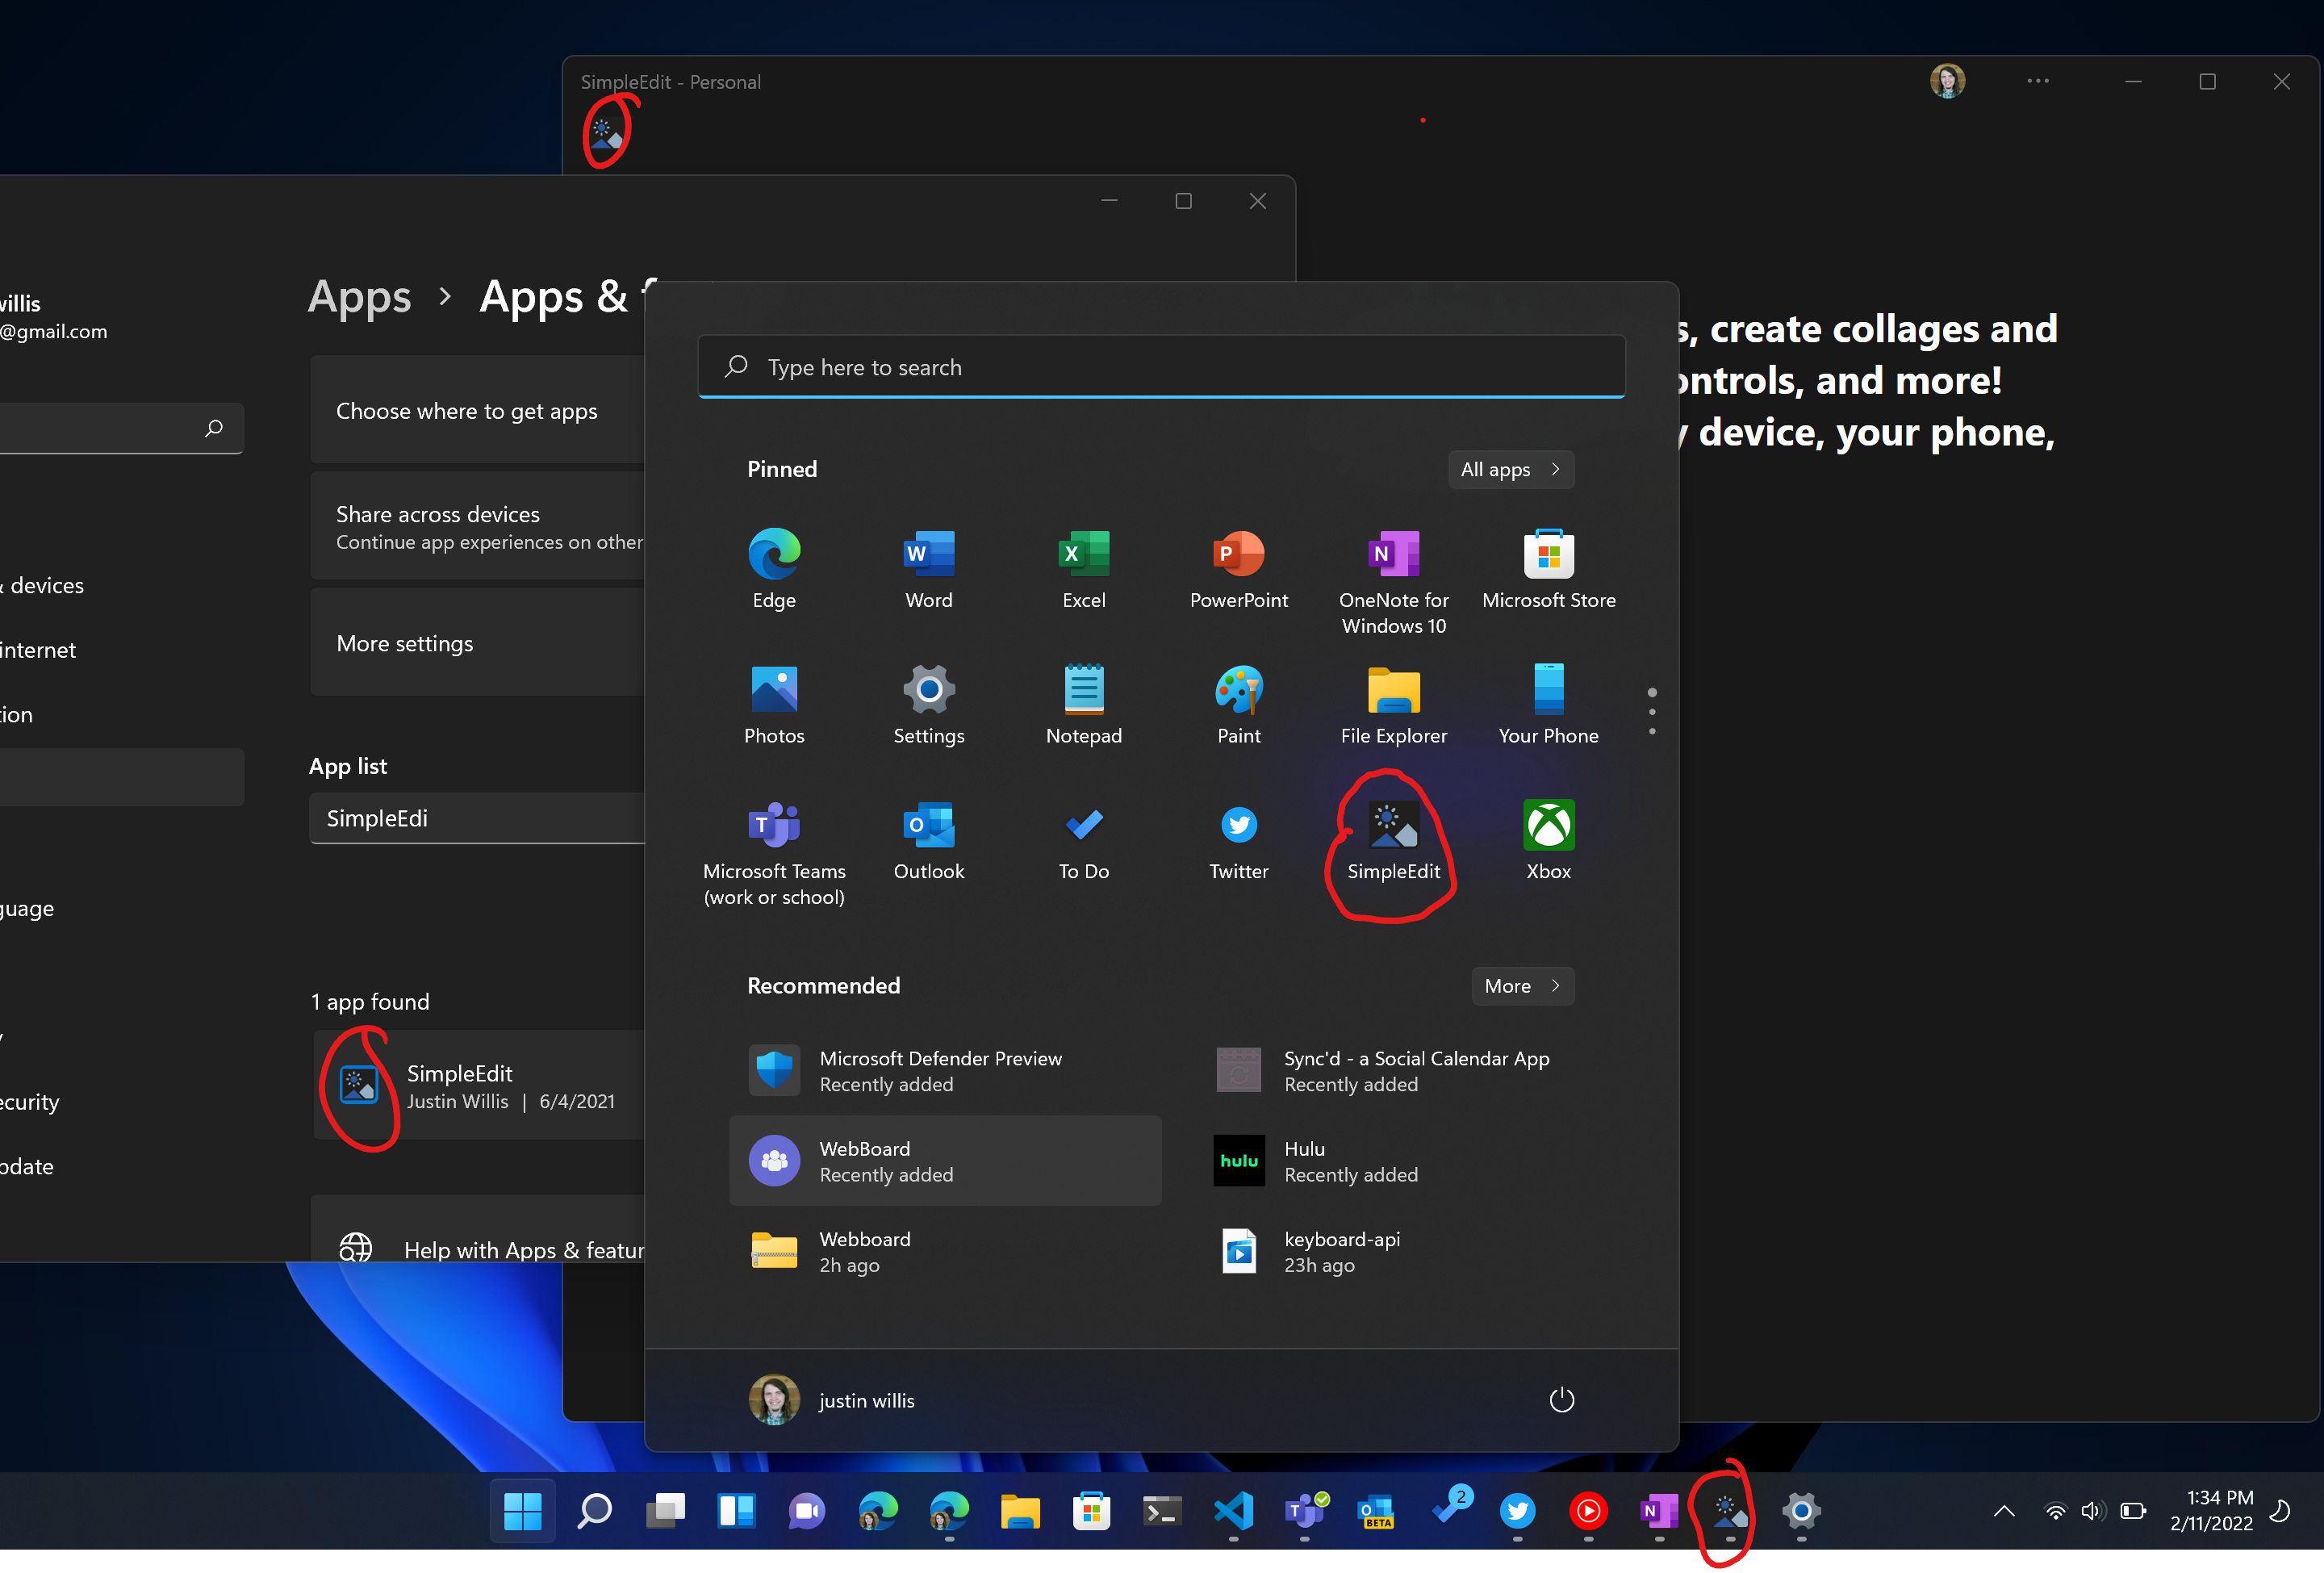 SimpleEdit - Personal
willis
@gmail.com
Apps > Apps &
Choose where to get apps
Share across devices
Continue app experiences on other
More settings
& devices
internet
tion
App list
SimpleEdi
guage
1 app found
SimpleEdit
Justin Willis | 6/4/2021
ecurity
pdate
Help with Apps & featur
s, create collages and
ontrols, and more!
y device, your phone,
Type here to search
Pinned
All apps >
Edge
Word
Excel
PowerPoint
OneNote for
Windows 10
Microsoft Store
Photos
Settings
Notepad
Paint
File Explorer
Your Phone
Microsoft Teams
(work or school)
Outlook
To Do
Twitter
SimpleEdit
Xbox
Recommended
More >
Microsoft Defender Preview
Recently added
Sync'd - a Social Calendar App
Recently added
WebBoard
Recently added
hulu
Hulu
Recently added
Webboard
2h ago
keyboard-api
23h ago
justin willis
BETA
2
1:34 PM
2/11/2022